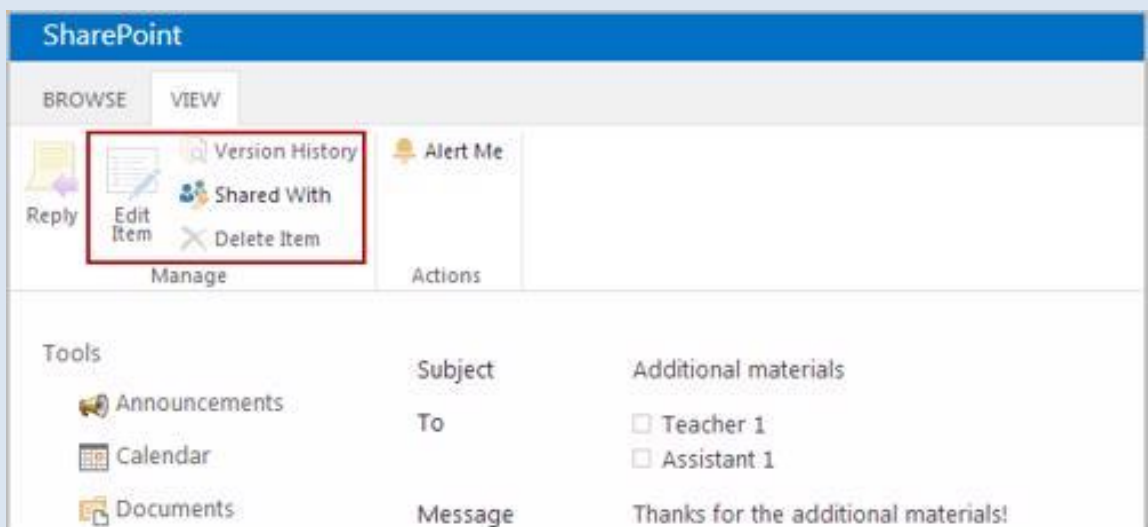 SharePoint
BROWSE VIEW
Reply
Edit
Item
Version History
Shared With
Delete Item
Manage
Alert Me
Actions
Tools
Announcements
Calendar
Documents
Subject Additional materials
To Teacher 1
Assistant 1
Message Thanks for the additional materials!